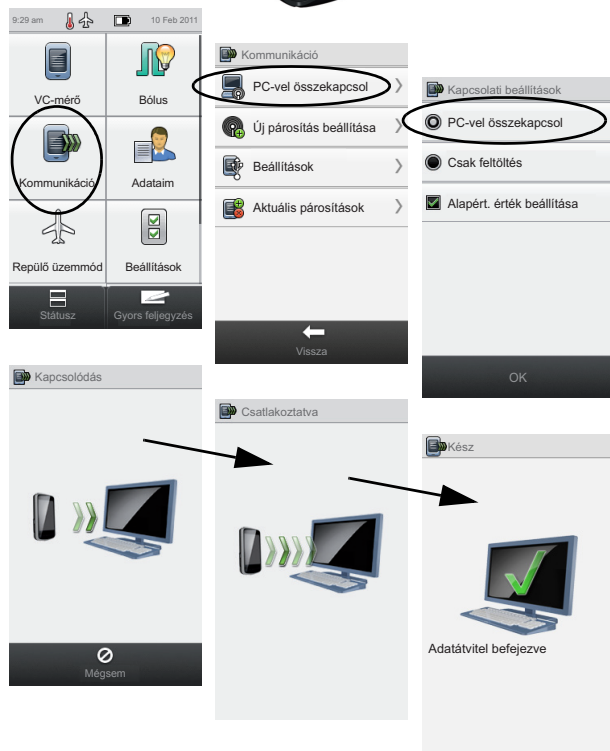 9:29 am 10 Feb 2011
VC-mérő Bólus
Kommunikáció Adataim
Repülő üzemmód Beállítások
Státusz Gyors feljegyzés
Kommunikáció
PC-vel összekapcsol
Új párosítás beállítása
Beállítások
Aktuális párosítások
Vissza
Kapcsolati beállítások
PC-vel összekapcsol
Csak feltöltés
Alapért. érték beállítása
OK
Kapcsolódás
Mégsem
Csatlakoztatva
Kész
Adatátvitel befejezve